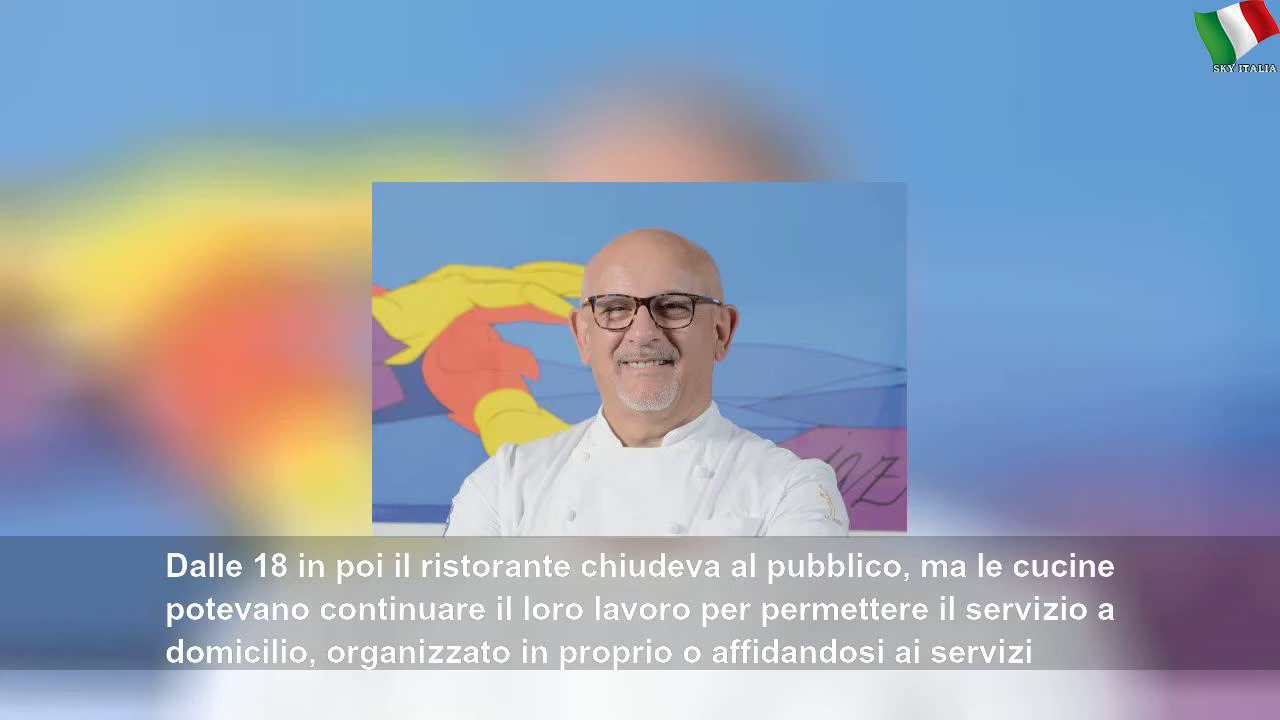 SKY ITALIA
Dalle 18 in poi il ristorante chiudeva al pubblico, ma le cucine
potevano continuare il loro lavoro per permettere il servizio a
domicilio, organizzato in proprio o affidandosi ai servizi